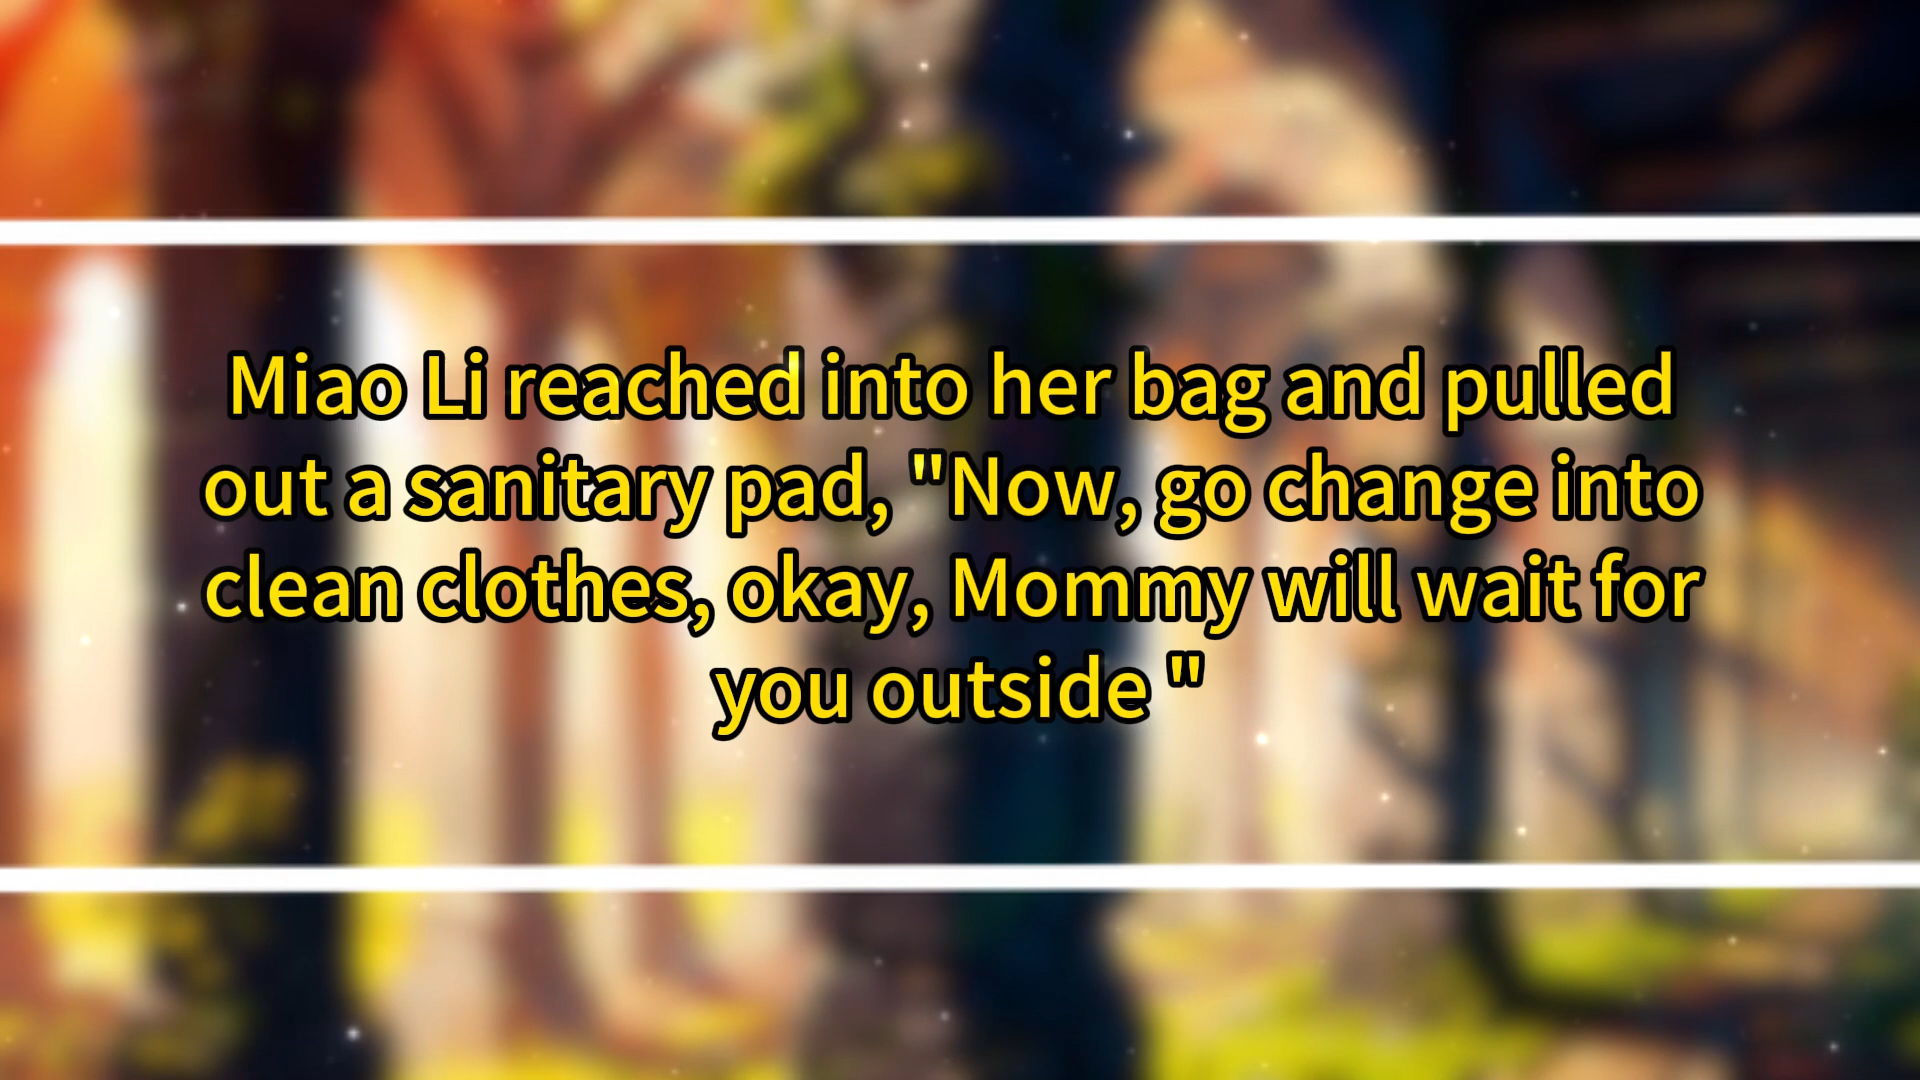 Miao Li reached into her bag and pulled
out a sanitary pad, "Now, go change into
clean clothes, okay, Mommy will wait for
you outside "